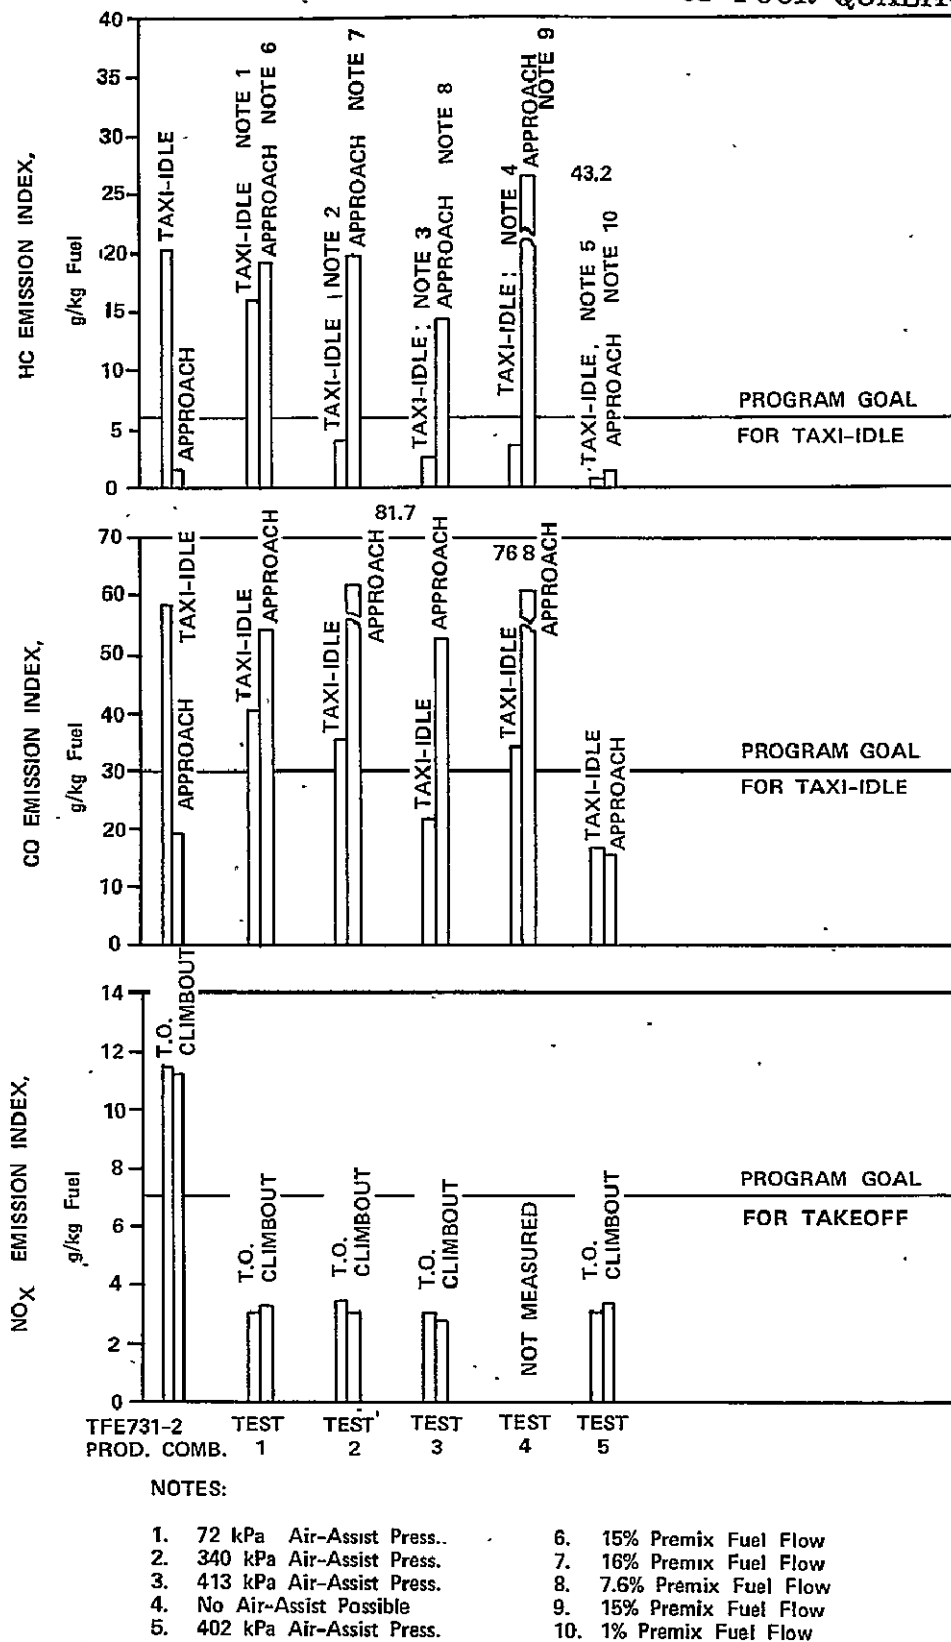 40
35
30
25
20
15
10
5
0
HC EMISSION INDEX,
g/kg Fuel
TAXI-IDLE
APPROACH
TAXI-IDLE NOTE 1
APPROACH NOTE 6
TAXI-IDLE NOTE 2
APPROACH NOTE 7
TAXI-IDLE; NOTE 3
APPROACH NOTE 8
TAXI-IDLE; NOTE 4
APPROACH
NOTE 9
43.2
TAXI-IDLE, NOTE 5
APPROACH NOTE 10
PROGRAM GOAL
FOR TAXI-IDLE
70
60
50
40
30
20
10
0
CO EMISSION INDEX,
g/kg Fuel
TAXI-IDLE
APPROACH
TAXI-IDLE
APPROACH
TAXI-IDLE
81.7
APPROACH
TAXI-IDLE
APPROACH
TAXI-IDLE
76 8
APPROACH
TAXI-IDLE
APPROACH
PROGRAM GOAL
FOR TAXI-IDLE
14
12
10
8
6
4
2
0
NOX EMISSION INDEX,
g/kg Fuel
T.O.
CLIMBOUT
T.O.
CLIMBOUT
T.O.
CLIMBOUT
T.O.
CLIMBOUT
NOT MEASURED
T.O.
CLIMBOUT
PROGRAM GOAL
FOR TAKEOFF
TFE731-2
PROD. COMB.
TEST
1
TEST
2
TEST
3
TEST
4
TEST
5
NOTES:
1. 72 kPa Air-Assist Press..
2. 340 kPa Air-Assist Press.
3. 413 kPa Air-Assist Press.
4. No Air-Assist Possible
5. 402 kPa Air-Assist Press.
6. 15% Premix Fuel Flow
7. 16% Premix Fuel Flow
8. 7.6% Premix Fuel Flow
9. 15% Premix Fuel Flow
10. 1% Premix Fuel Flow